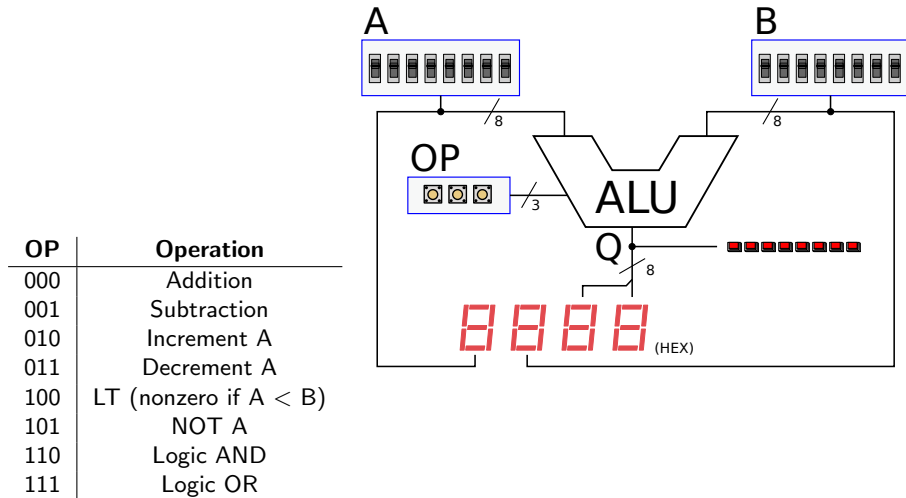 A
B
8
8
OP
3
ALU
Q
8
8888
(HEX)
OP Operation
000 Addition
001 Subtraction
010 Increment A
011 Decrement A
100 LT (nonzero if A < B)
101 NOT A
110 Logic AND
111 Logic OR